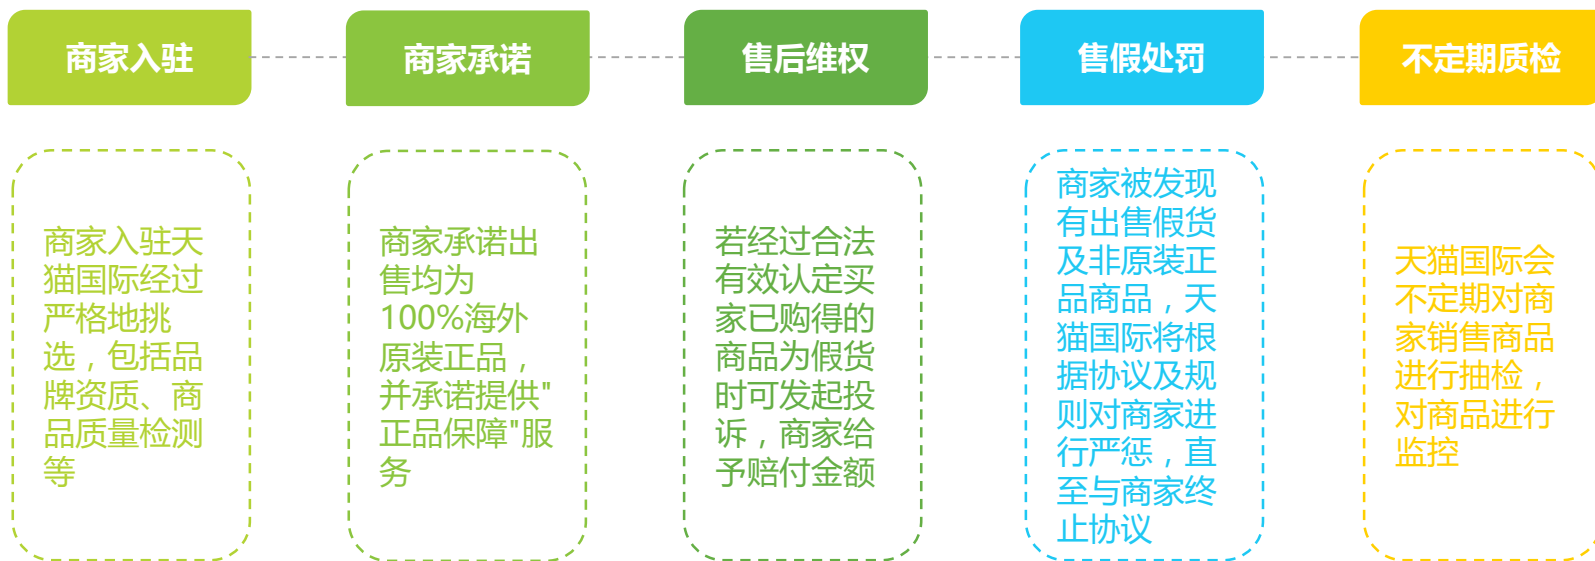 商家入驻
商家承诺
售后维权
售假处罚
不定期质检
商家入驻天
猫国际经过
严格地挑
选，包括品
牌资质、商
品质量检测
等
商家承诺出
售均为
100%海外
原装正品，
并承诺提供"
正品保障"服
务
若经过合法
有效认定买
家已购得的
商品为假货
时可发起投
诉，商家给
予赔付金额
商家被发现
有出售假货
及非原装正
品商品，天
猫国际将根
据协议及规
则对商家进
行严惩，直
至与商家终
止协议
天猫国际会
不定期对商
家销售商品
进行抽检，
对商品进行
监控